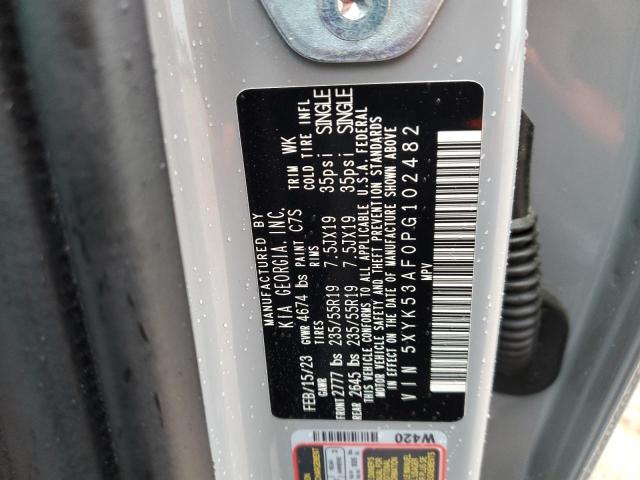 MANUFACTURED BY
KIA GEORGIA, INC.
FEB/15/23 GVWR 4674 lbs PAINT C7S TRIM WK
GAWR TIRES RIMS COLD TIRE INFL
FRONT 2777 lbs 235/55R19 7.5JX19 35psi SINGLE
REAR 2645 lbs 235/55R19 7.5JX19 35psi SINGLE
THIS VEHICLE CONFORMS TO ALL APPLICABLE U.S.A. FEDERAL
MOTOR VEHICLE SAFETY AND THEFT PREVENTION STANDARDS
IN EFFECT ON THE DATE OF MANUFACTURE SHOWN ABOVE
VIN 5XYK53AF0PG102482
MPV
W420